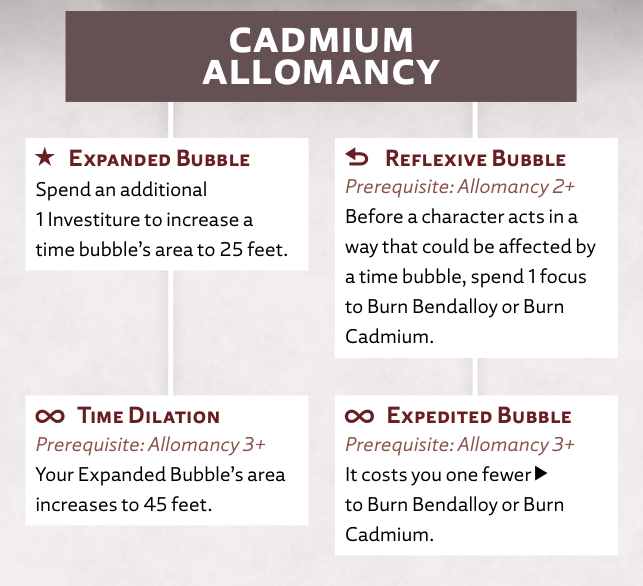 CADMIUM
ALLOMANCY
★ EXPANDED BUBBLE
Spend an additional
1 Investiture to increase a
time bubble's area to 25 feet.
REFLEXIVE BUBBLE
Prerequisite: Allomancy 2+
Before a character acts in a
way that could be affected by
a time bubble, spend 1 focus
to Burn Bendalloy or Burn
Cadmium.
∞ TIME DILATION
Prerequisite: Allomancy 3+
Your Expanded Bubble's area
increases to 45 feet.
∞ EXPEDITED BUBBLE
Prerequisite: Allomancy 3+
It costs you one fewer ▶
to Burn Bendalloy or Burn
Cadmium.